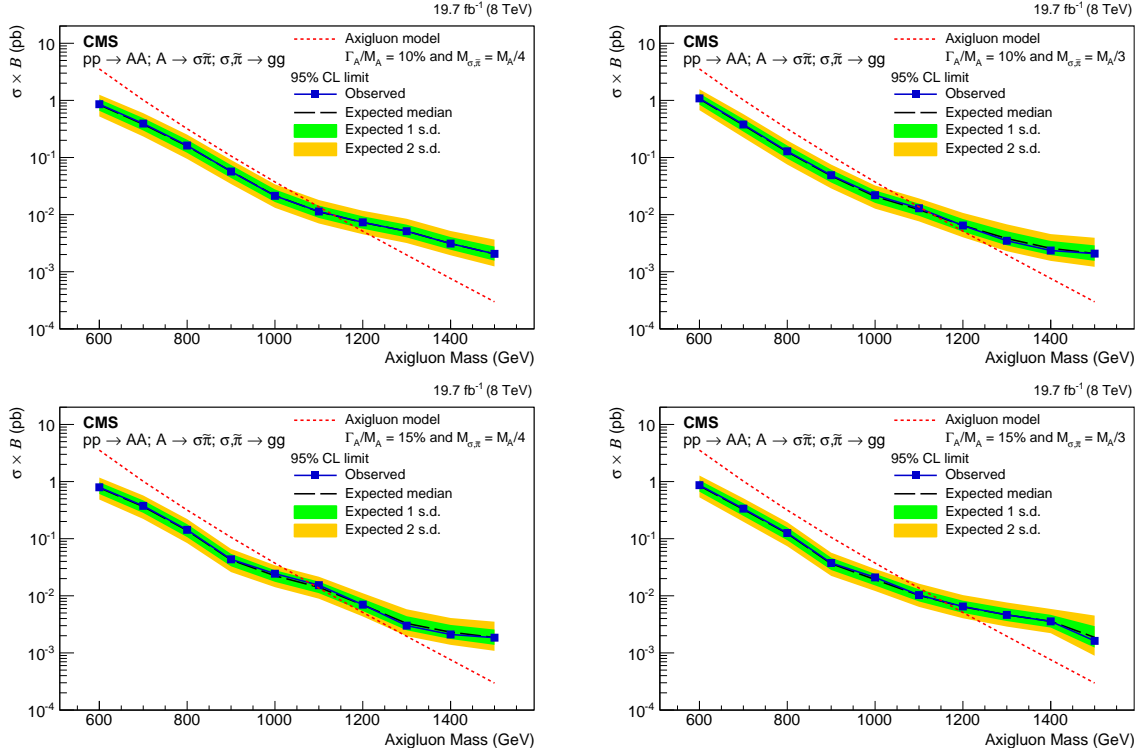 19.7 fb⁻¹ (8 TeV)
σ × B (pb)
CMS
pp → AA; A → σπ̃; σ,π̃ → gg
Axigluon model
Γ_A/M_A = 10% and M_σ,π̃ = M_A/4
95% CL limit
Observed
Expected median
Expected 1 s.d.
Expected 2 s.d.
10
1
10⁻¹
10⁻²
10⁻³
10⁻⁴
600 800 1000 1200 1400
Axigluon Mass (GeV)
19.7 fb⁻¹ (8 TeV)
σ × B (pb)
CMS
pp → AA; A → σπ̃; σ,π̃ → gg
Axigluon model
Γ_A/M_A = 10% and M_σ,π̃ = M_A/3
95% CL limit
Observed
Expected median
Expected 1 s.d.
Expected 2 s.d.
10
1
10⁻¹
10⁻²
10⁻³
10⁻⁴
600 800 1000 1200 1400
Axigluon Mass (GeV)
19.7 fb⁻¹ (8 TeV)
σ × B (pb)
CMS
pp → AA; A → σπ̃; σ,π̃ → gg
Axigluon model
Γ_A/M_A = 15% and M_σ,π̃ = M_A/4
95% CL limit
Observed
Expected median
Expected 1 s.d.
Expected 2 s.d.
10
1
10⁻¹
10⁻²
10⁻³
10⁻⁴
600 800 1000 1200 1400
Axigluon Mass (GeV)
19.7 fb⁻¹ (8 TeV)
σ × B (pb)
CMS
pp → AA; A → σπ̃; σ,π̃ → gg
Axigluon model
Γ_A/M_A = 15% and M_σ,π̃ = M_A/3
95% CL limit
Observed
Expected median
Expected 1 s.d.
Expected 2 s.d.
10
1
10⁻¹
10⁻²
10⁻³
10⁻⁴
600 800 1000 1200 1400
Axigluon Mass (GeV)